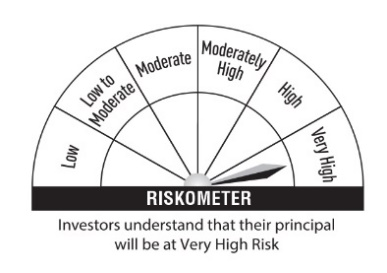 Low
Low to
Moderate
Moderate
Moderately
High
High
Very High
RISKOMETER
Investors understand that their principal
will be at Very High Risk